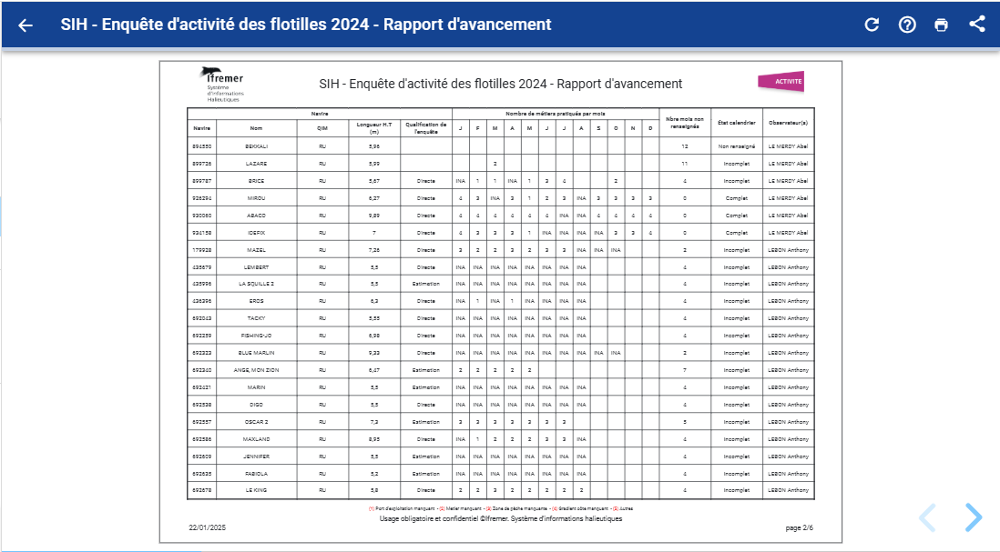 SIH - Enquête d'activité des flotilles 2024 - Rapport d'avancement
Ifremer
Système
d'Informations
Halieutiques
SIH - Enquête d'activité des flotilles 2024 - Rapport d'avancement
ACTIVITE
Navire Nombre de métiers pratiqués par mois Nbre mois non renseignés État calendrier Observateur(s)
Navire Nom QIM Longueur H.T (m) Qualification de l'enquête J F M A M J J A S O N D
894550 BEKKALI RU 5,96 12 Non renseigné LE MERDY Abel
899726 LAZARE RU 5,99 2 11 Incomplet LE MERDY Abel
899787 BRICE RU 5,67 Directe INA 1 1 INA 1 3 4 2 4 Incomplet LE MERDY Abel
926294 MIROU RU 6,27 Directe 4 3 INA 3 1 2 3 INA 3 3 3 3 0 Complet LE MERDY Abel
930060 ABACO RU 9,89 Directe 4 4 4 4 4 4 INA INA 4 4 4 4 0 Complet LE MERDY Abel
934158 IDEFIX RU 7 Directe 4 3 3 3 1 INA INA INA INA 3 3 4 0 Complet LE MERDY Abel
179928 MAZEL RU 7,26 Directe 3 2 2 3 2 3 3 INA INA INA 2 Incomplet LEBON Anthony
435679 LEMBERT RU 5,5 Directe INA INA INA INA INA INA INA INA 4 Incomplet LEBON Anthony
435996 LA SQUILLE 2 RU 5,5 Estimation INA INA INA INA INA INA INA INA 4 Incomplet LEBON Anthony
436396 EROS RU 6,3 Directe INA 1 INA 1 INA INA INA INA 4 Incomplet LEBON Anthony
692043 TACKY RU 5,55 Directe INA INA INA INA INA INA INA INA 4 Incomplet LEBON Anthony
692259 FISHING-JO RU 6,98 Directe INA INA INA INA INA INA INA INA 4 Incomplet LEBON Anthony
692323 BLUE MARLIN RU 9,33 Directe INA INA INA INA INA INA INA INA INA INA 2 Incomplet LEBON Anthony
692340 ANGE, MON ZION RU 6,47 Estimation 2 2 2 2 2 7 Incomplet LEBON Anthony
692421 MARIN RU 5,5 Estimation INA INA INA INA INA INA INA INA 4 Incomplet LEBON Anthony
692538 DIGO RU 5,5 Directe INA INA INA INA INA INA INA INA 4 Incomplet LEBON Anthony
692557 OSCAR 2 RU 7,3 Estimation 3 3 3 3 3 3 3 5 Incomplet LEBON Anthony
692586 MAXLAND RU 8,95 Directe INA 1 2 2 2 3 3 INA 4 Incomplet LEBON Anthony
692609 JENNIFER RU 5,5 Estimation INA INA INA INA INA INA INA INA 4 Incomplet LEBON Anthony
692635 FABIOLA RU 5,2 Estimation INA INA INA INA INA INA INA INA 4 Incomplet LEBON Anthony
692678 LE KING RU 5,8 Directe 2 2 3 2 2 2 2 2 4 Incomplet LEBON Anthony
(1) Port d'exploitation manquant - (2) Metier manquant - (3) Zone de pêche manquante - (4) Gradient côte manquant - (5) Autres
Usage obligatoire et confidentiel ©Ifremer. Système d'informations halieutiques
22/01/2025 page 2/6